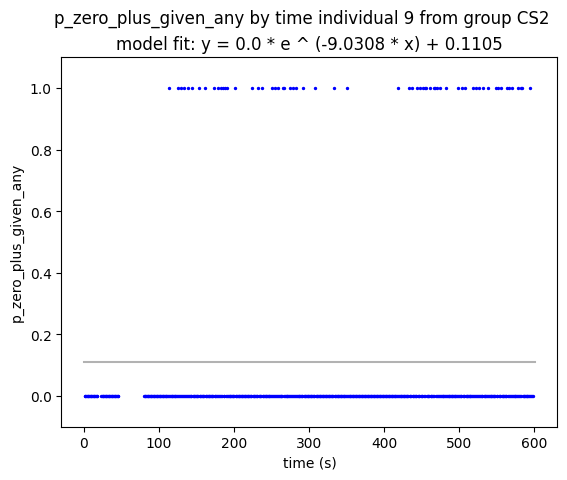 p_zero_plus_given_any by time individual 9 from group CS2
model fit: y = 0.0 * e ^ (-9.0308 * x) + 0.1105
1.0
0.8
0.6
0.4
0.2
0.0
p_zero_plus_given_any
0 100 200 300 400 500 600
time (s)